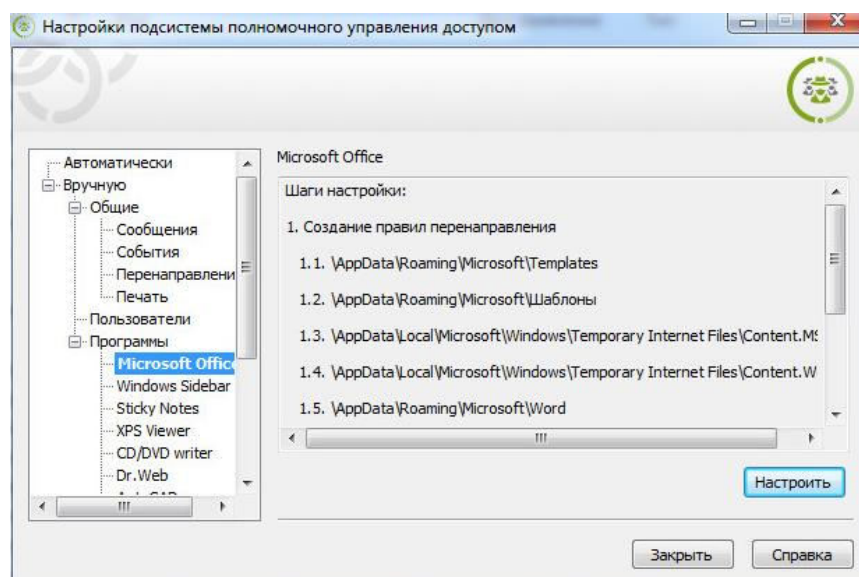 Настройки подсистемы полномочного управления доступом
Автоматически
Вручную
Общие
Сообщения
События
Перенаправлени
Печать
Пользователи
Программы
Microsoft Offic
Windows Sidebar
Sticky Notes
XPS Viewer
CD/DVD writer
Dr.Web
Microsoft Office
Шаги настройки:
1. Создание правил перенаправления
1.1. \AppData\Roaming\Microsoft\Templates
1.2. \AppData\Roaming\Microsoft\Шаблоны
1.3. \AppData\Local\Microsoft\Windows\Temporary Internet Files\Content.MS
1.4. \AppData\Local\Microsoft\Windows\Temporary Internet Files\Content.W
1.5. \AppData\Roaming\Microsoft\Word
Настроить
Закрыть
Справка